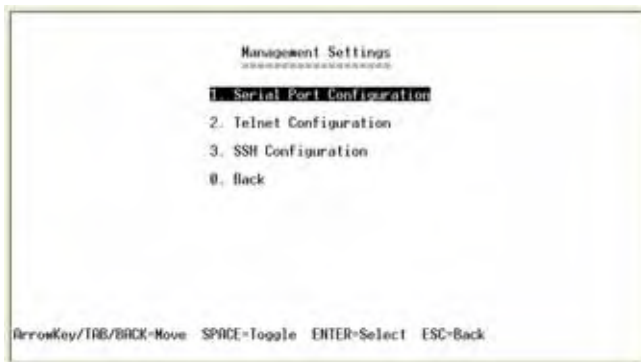 Management Settings
1. Serial Port Configuration
2. Telnet Configuration
3. SSH Configuration
0. Back
ArrowKey/TAB/BACK=Move SPACE=Toggle ENTER=Select ESC=Back